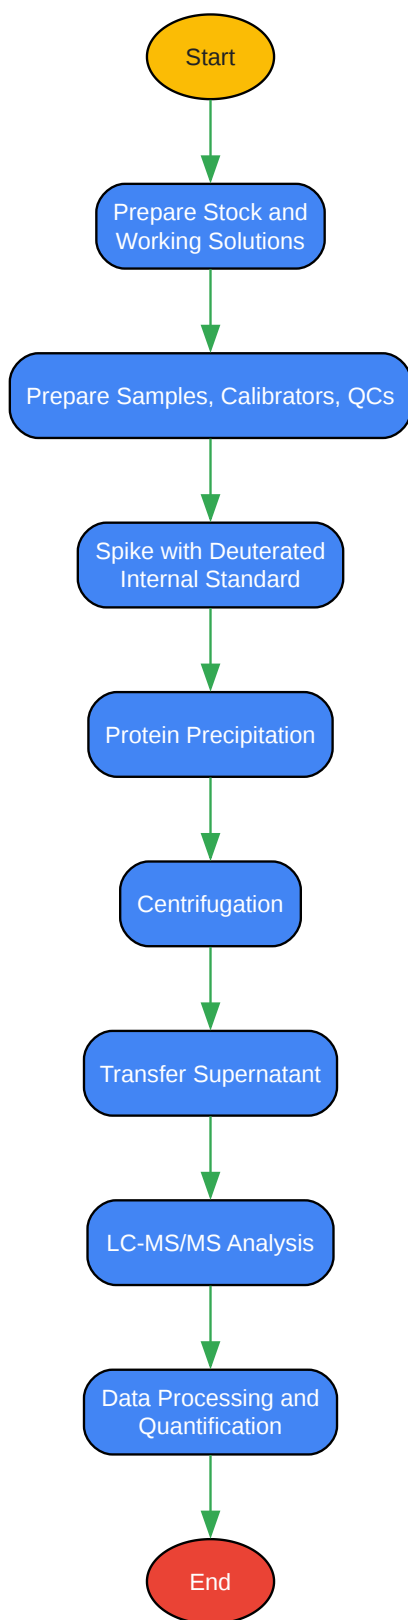 Start
Prepare Stock and
Working Solutions
Prepare Samples, Calibrators, QCs
Spike with Deuterated
Internal Standard
Protein Precipitation
Centrifugation
Transfer Supernatant
LC-MS/MS Analysis
Data Processing and
Quantification
End